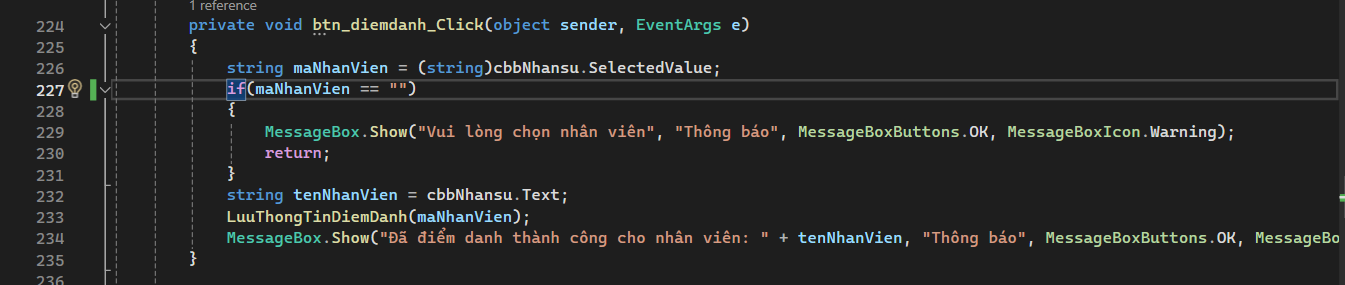 1 reference
224 private void btn_diemdanh_Click(object sender, EventArgs e)
225 {
226 string maNhanVien = (string)cbbNhansu.SelectedValue;
227 if(maNhanVien == "")
228 {
229 MessageBox.Show("Vui lòng chọn nhân viên", "Thông báo", MessageBoxButtons.OK, MessageBoxIcon.Warning);
230 return;
231 }
232 string tenNhanVien = cbbNhansu.Text;
233 LuuThongTinDiemDanh(maNhanVien);
234 MessageBox.Show("Đã điểm danh thành công cho nhân viên: " + tenNhanVien, "Thông báo", MessageBoxButtons.OK, MessageBo
235 }
236